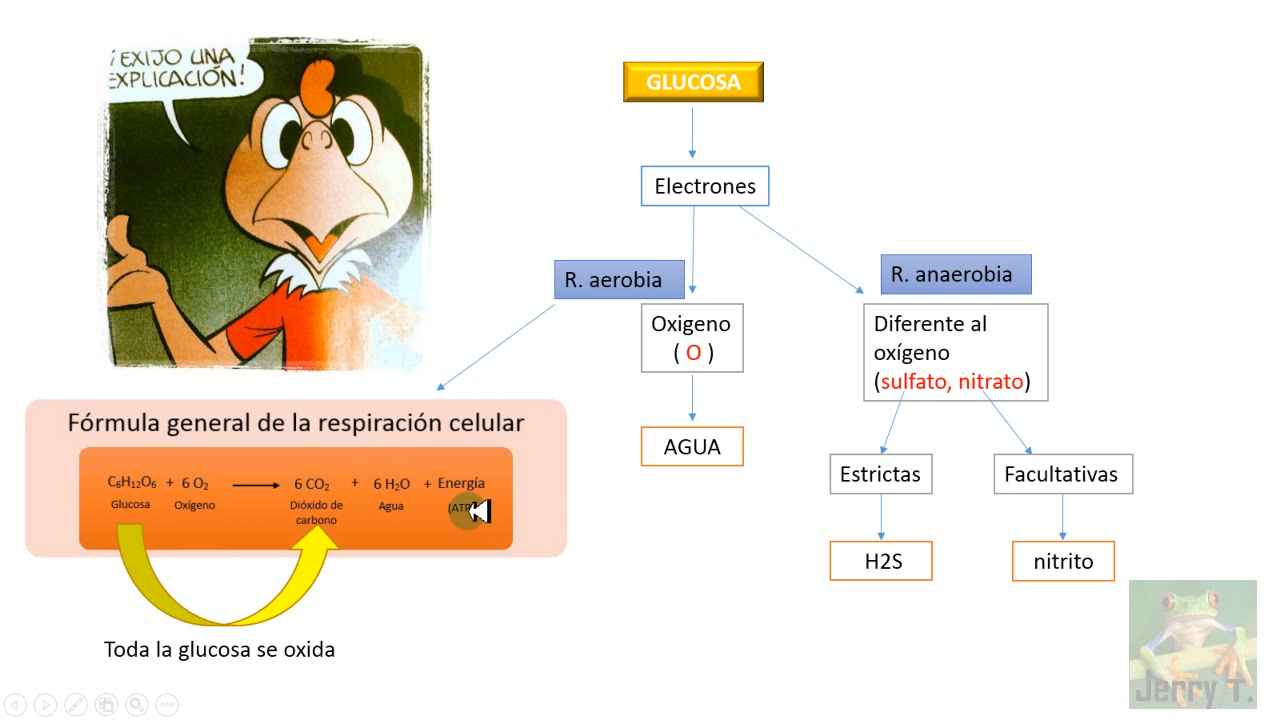 ¡EXIJO UNA
EXPLICACIÓN!
GLUCOSA
Electrones
R. aerobia
R. anaerobia
Oxigeno
( O )
Diferente al
oxígeno
(sulfato, nitrato)
AGUA
Estrictas
Facultativas
H2S
nitrito
Fórmula general de la respiración celular
C₆H₁₂O₆ + 6 O₂ ⟶ 6 CO₂ + 6 H₂O + Energía
Glucosa Oxígeno Dióxido de Agua (ATP
carbono
Toda la glucosa se oxida
Jerry T.